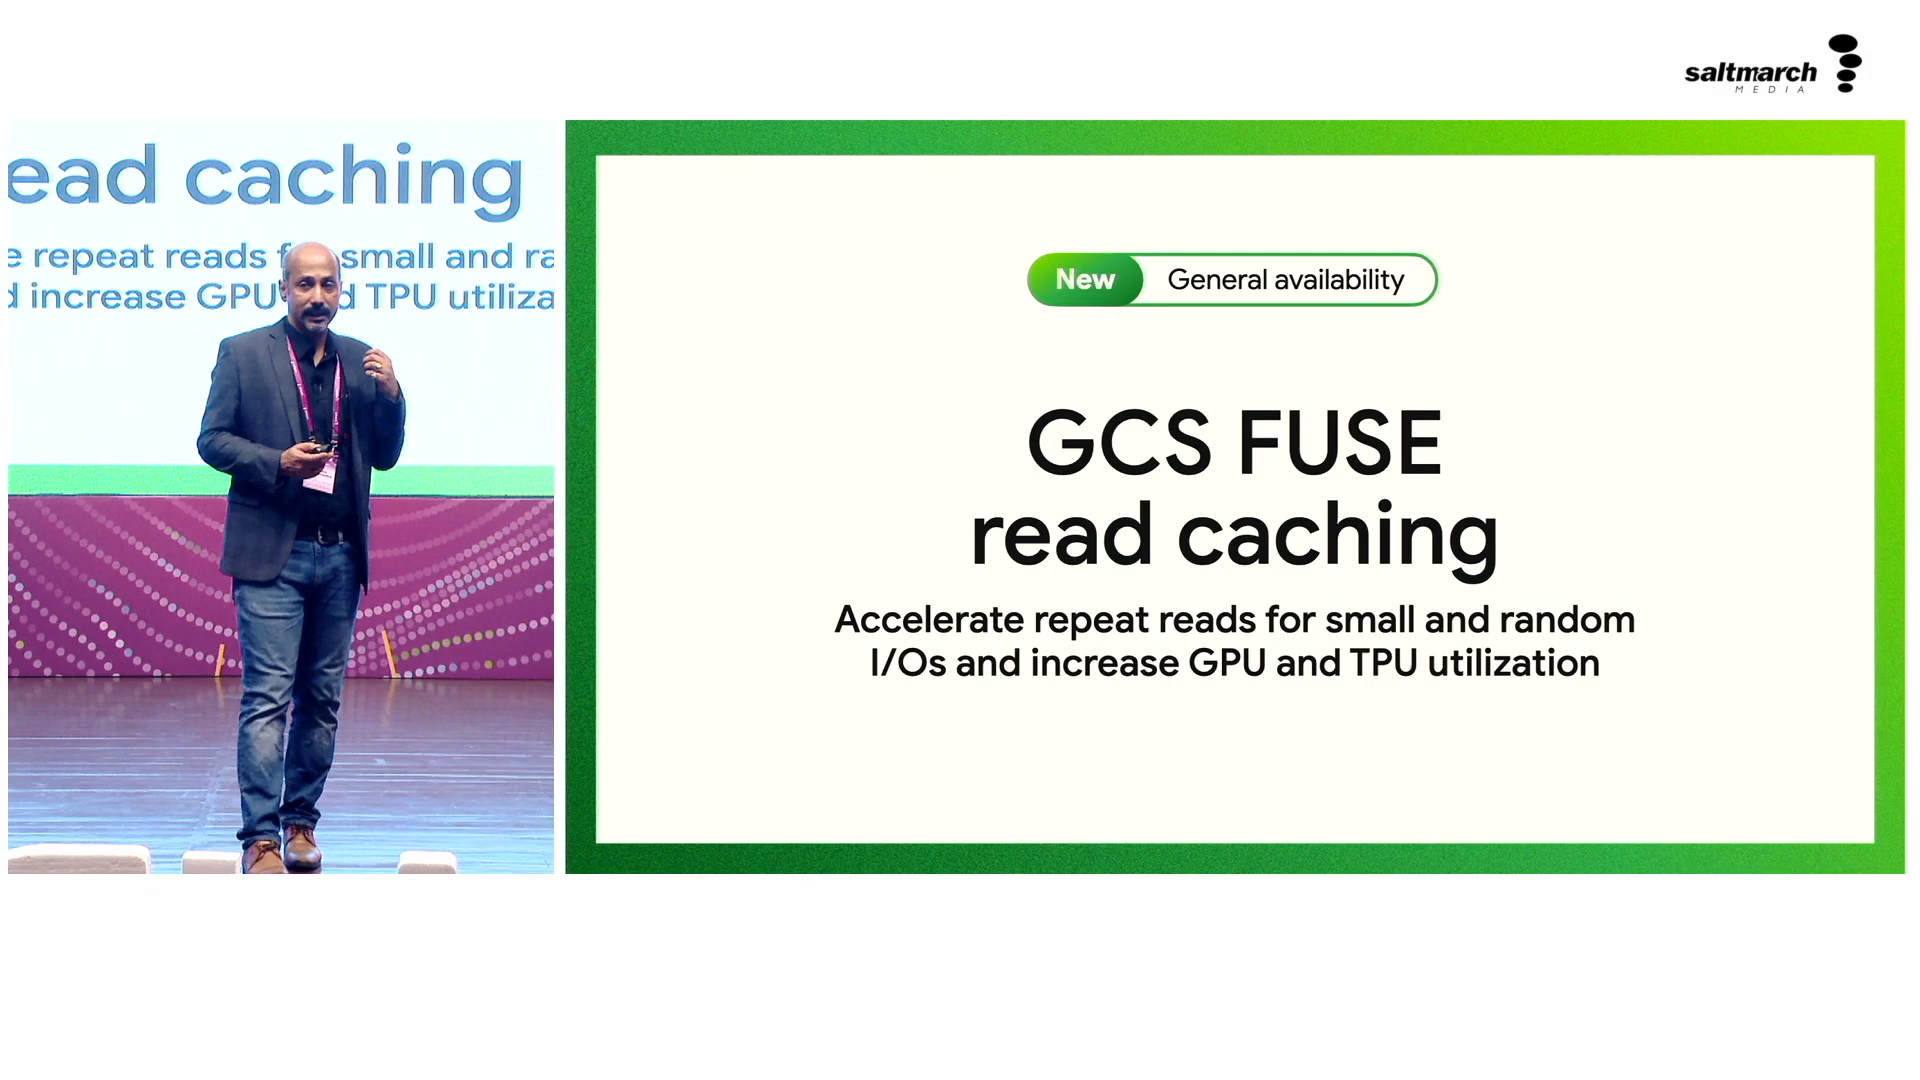 saltmarch
MEDIA
ead caching
e repeat reads f small and ra
d increase GPU d TPU utiliza
New General availability
GCS FUSE
read caching
Accelerate repeat reads for small and random
I/Os and increase GPU and TPU utilization